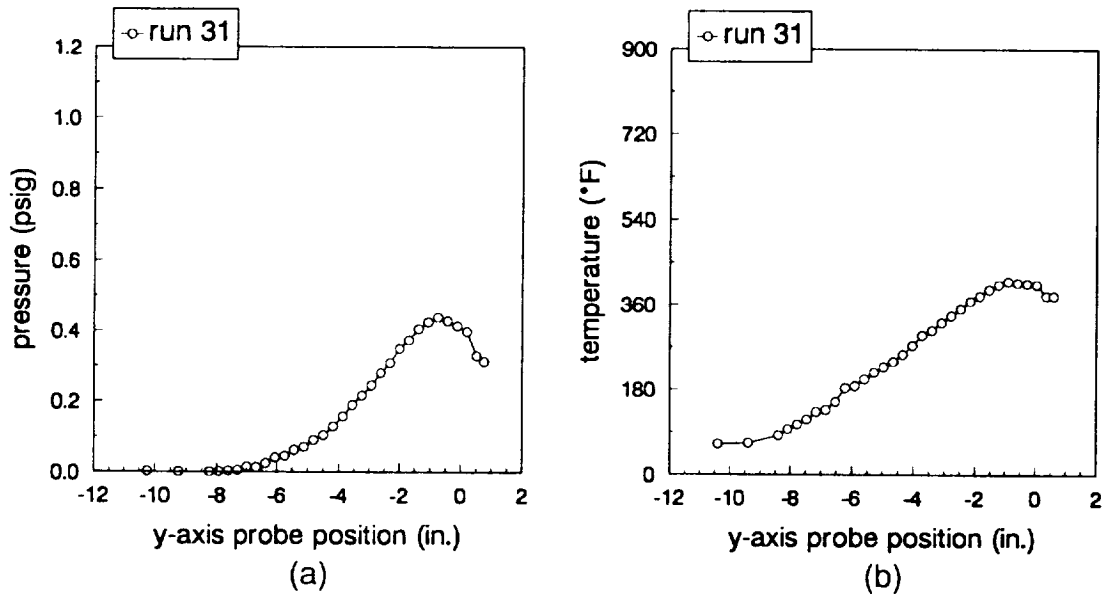 run 31
1.2
1.0
0.8
0.6
0.4
0.2
0.0
pressure (psig)
-12 -10 -8 -6 -4 -2 0 2
y-axis probe position (in.)
(a)
run 31
900
720
540
360
180
0
temperature (°F)
-12 -10 -8 -6 -4 -2 0 2
y-axis probe position (in.)
(b)